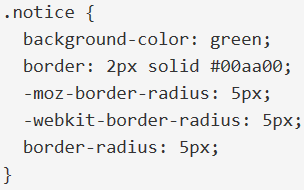 .notice {
  background-color: green;
  border: 2px solid #00aa00;
  -moz-border-radius: 5px;
  -webkit-border-radius: 5px;
  border-radius: 5px;
}